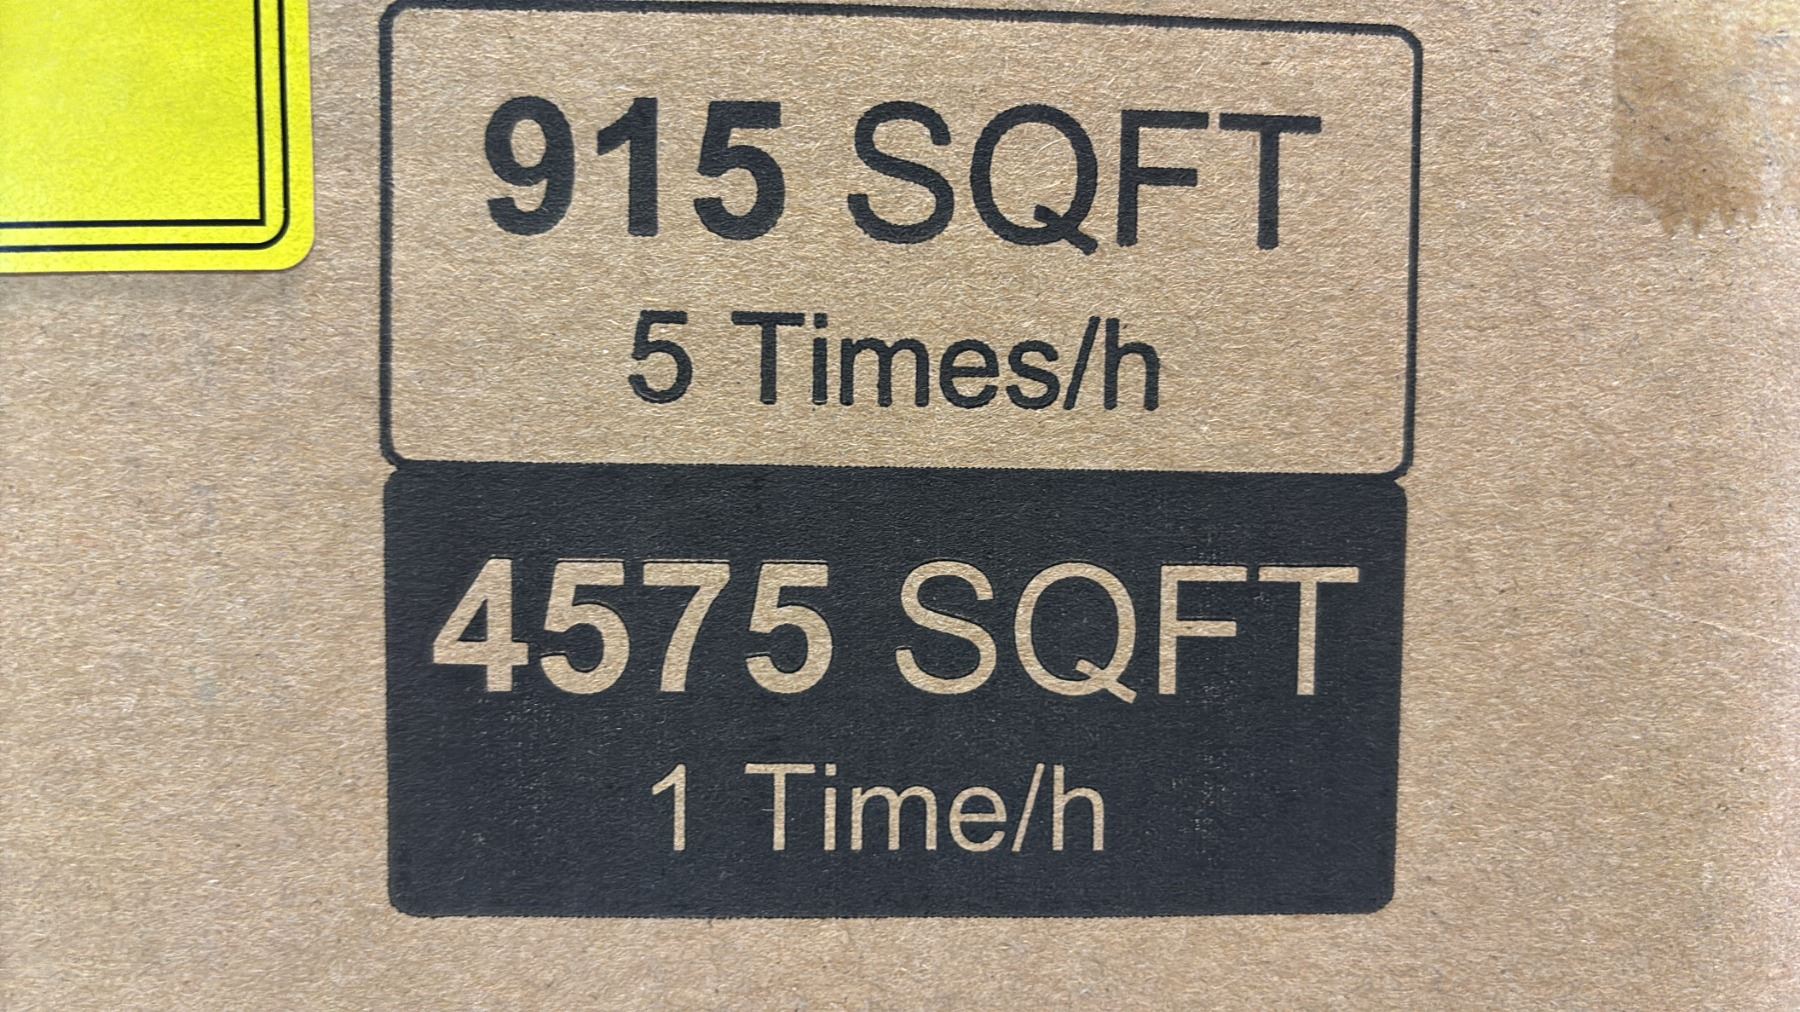 915 SQFT
5 Times/h
4575 SQFT
1 Time/h